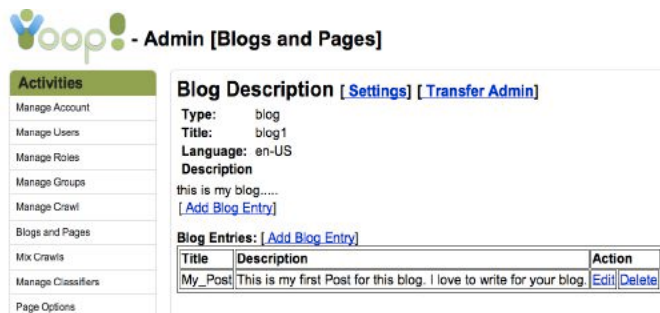 Yoop! - Admin [Blogs and Pages]
Activities
Manage Account
Manage Users
Manage Roles
Manage Groups
Manage Crawl
Blogs and Pages
Mix Crawls
Manage Classifiers
Page Options
Blog Description [ Settings] [ Transfer Admin]
Type: blog
Title: blog1
Language: en-US
Description
this is my blog.....
[ Add Blog Entry]
Blog Entries: [ Add Blog Entry]
Title Description Action
My_Post This is my first Post for this blog. I love to write for your blog. Edit Delete